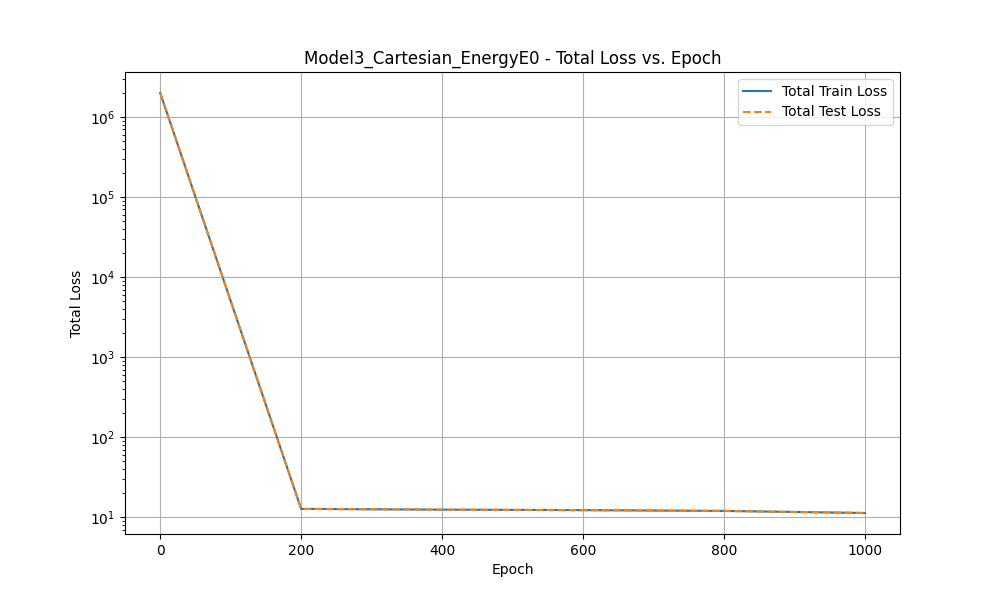 Model3_Cartesian_EnergyE0 - Total Loss vs. Epoch
Total Train Loss
Total Test Loss
Total Loss
10^6
10^5
10^4
10^3
10^2
10^1
0 200 400 600 800 1000
Epoch